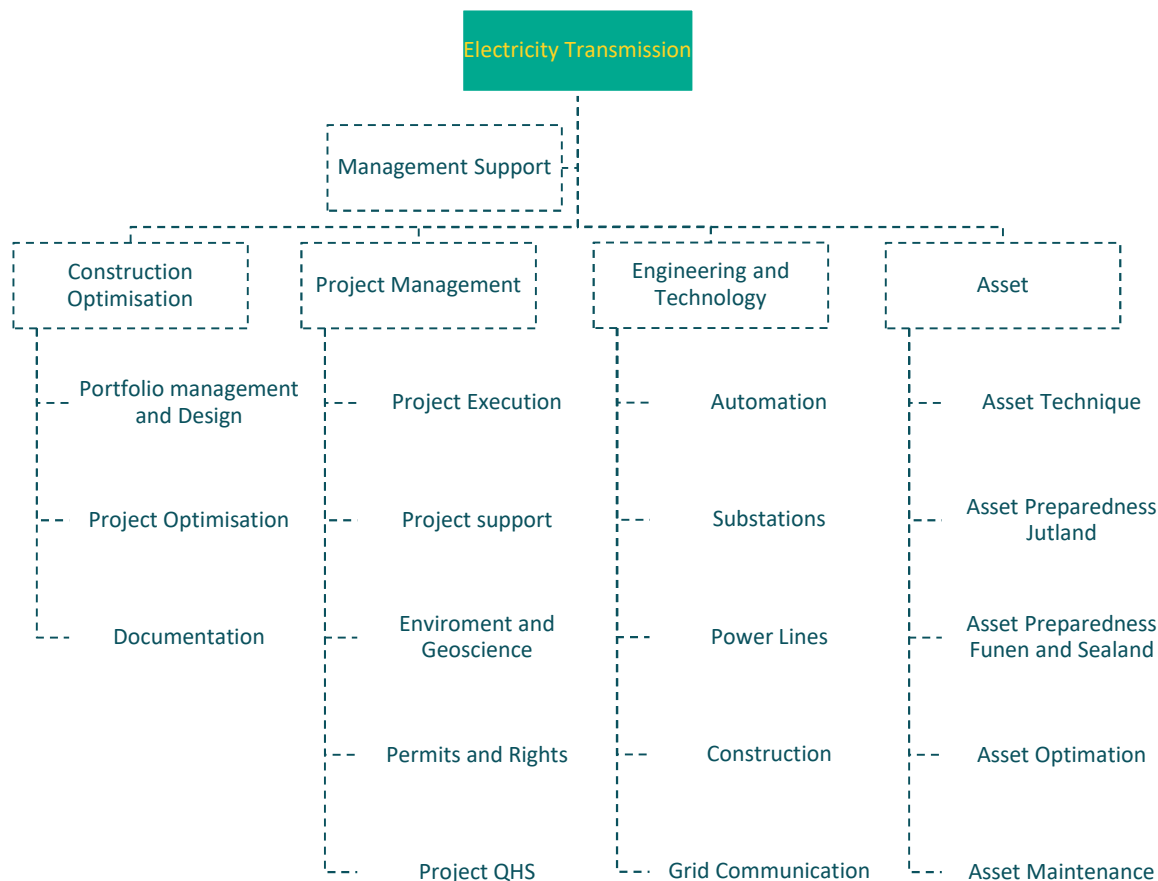 Electricity Transmission
Management Support
Construction
Optimisation
Project Management
Engineering and
Technology
Asset
Portfolio management
and Design
Project Execution
Automation
Asset Technique
Project Optimisation
Project support
Substations
Asset Preparedness
Jutland
Documentation
Enviroment and
Geoscience
Power Lines
Asset Preparedness
Funen and Sealand
Permits and Rights
Construction
Asset Optimation
Project QHS
Grid Communication
Asset Maintenance